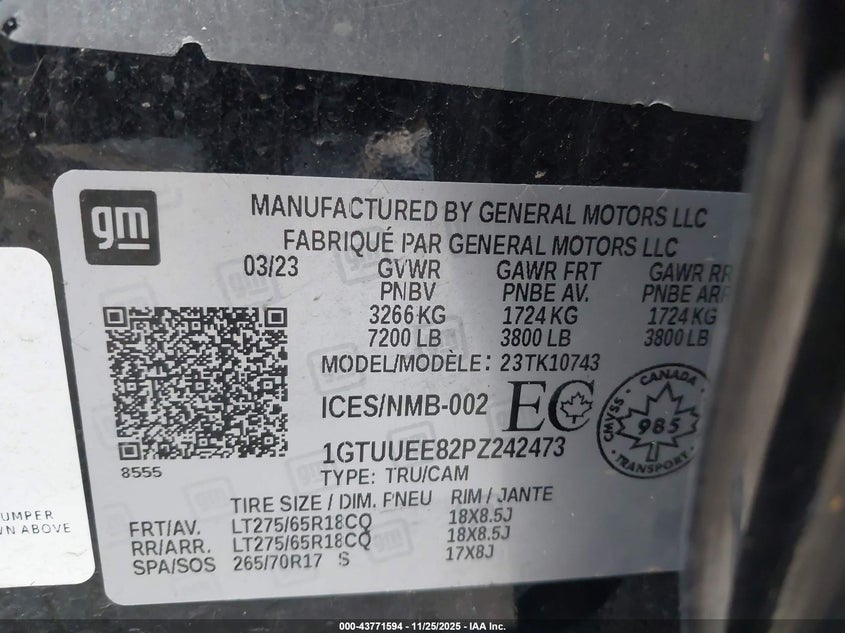 gm
MANUFACTURED BY GENERAL MOTORS LLC
FABRIQUÉ PAR GENERAL MOTORS LLC
03/23 GVWR GAWR FRT GAWR RR
PNBV PNBE AV. PNBE ARR
3266 KG 1724 KG 1724 KG
7200 LB 3800 LB 3800 LB
MODEL/MODÈLE: 23TK10743
ICES/NMB-002 EC
CANADA
CMVSS 985
TRANSPORT
1GTUUEE82PZ242473
8555
TYPE: TRU/CAM
TIRE SIZE / DIM. PNEU RIM / JANTE
FRT/AV. LT275/65R18CQ 18X8.5J
RR/ARR. LT275/65R18CQ 18X8.5J
SPA/SOS 265/70R17 S 17X8J
UMPER
WN ABOVE
000-43771594 - 11/25/2025 - IAA Inc.